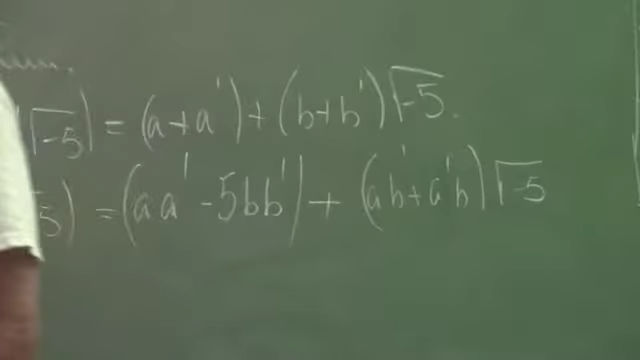 √-5) = (a+a') + (b+b')√-5.
5) = (aa' - 5bb') + (ab'+a'b)√-5